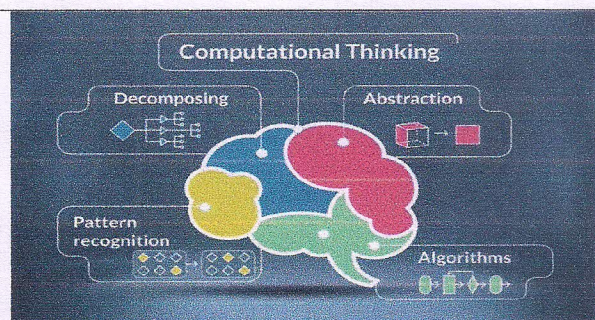 Computational Thinking
Decomposing
Abstraction
Pattern
recognition
Algorithms